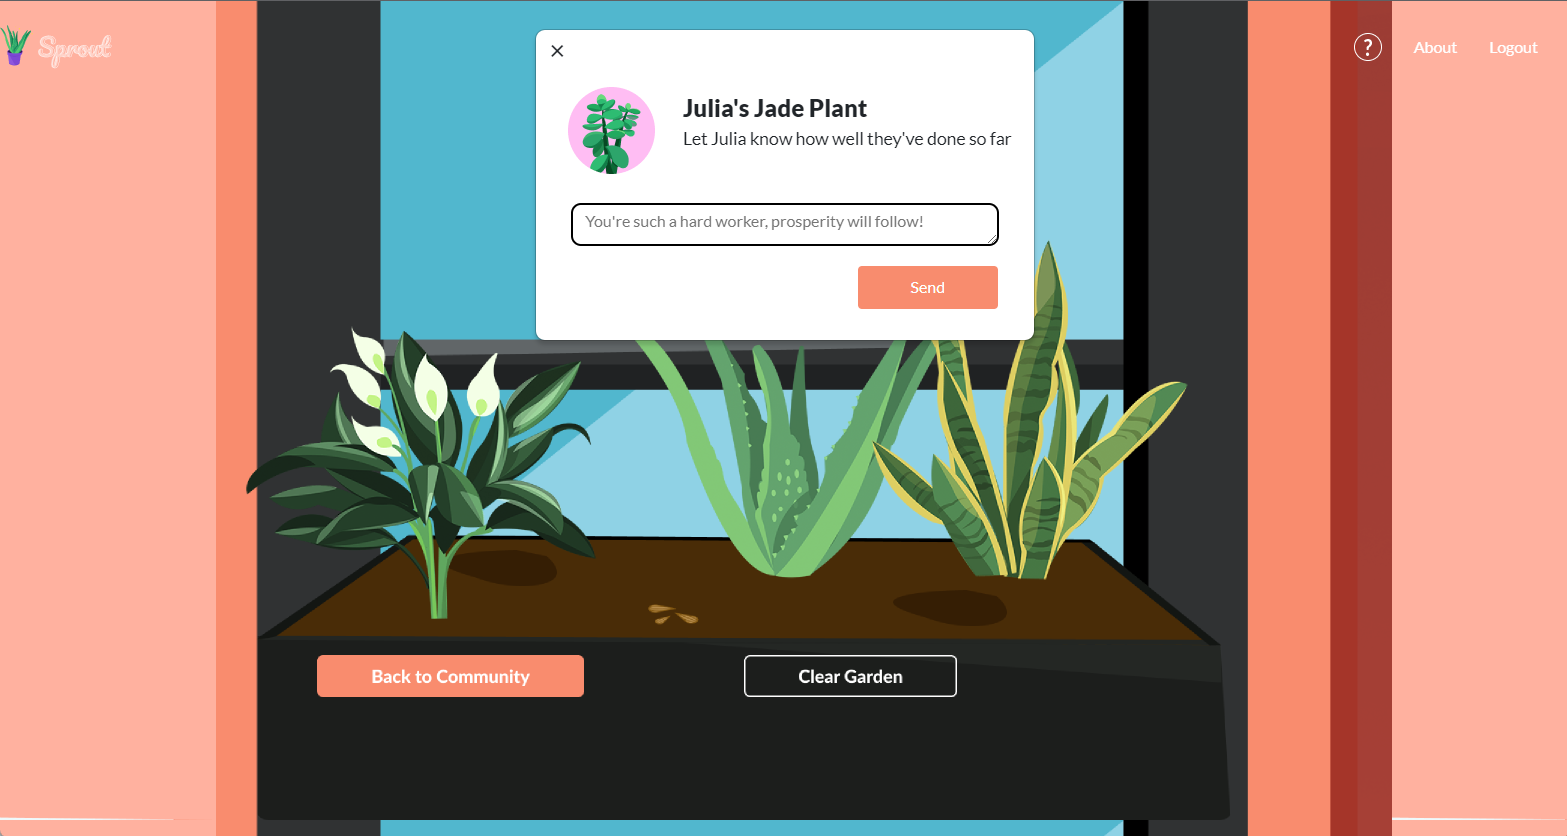 Sprout
? About Logout
Julia's Jade Plant
Let Julia know how well they've done so far
You're such a hard worker, prosperity will follow!
Send
Back to Community
Clear Garden